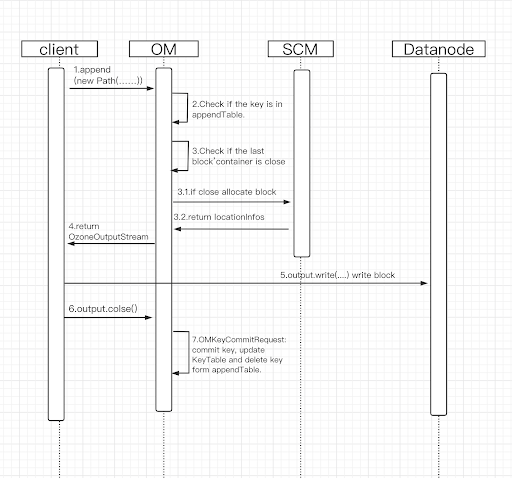 client OM SCM Datanode
1.append
(new Path(......))
2.Check if the key is in
appendTable.
3.Check if the last
block'container is close
3.1.if close allocate block
3.2.return locationInfos
4.return
OzoneOutputStream
5.output.write(....) write block
6.output.colse()
7.OMKeyCommitRequest:
commit key, update
KeyTable and delete key
form appendTable.